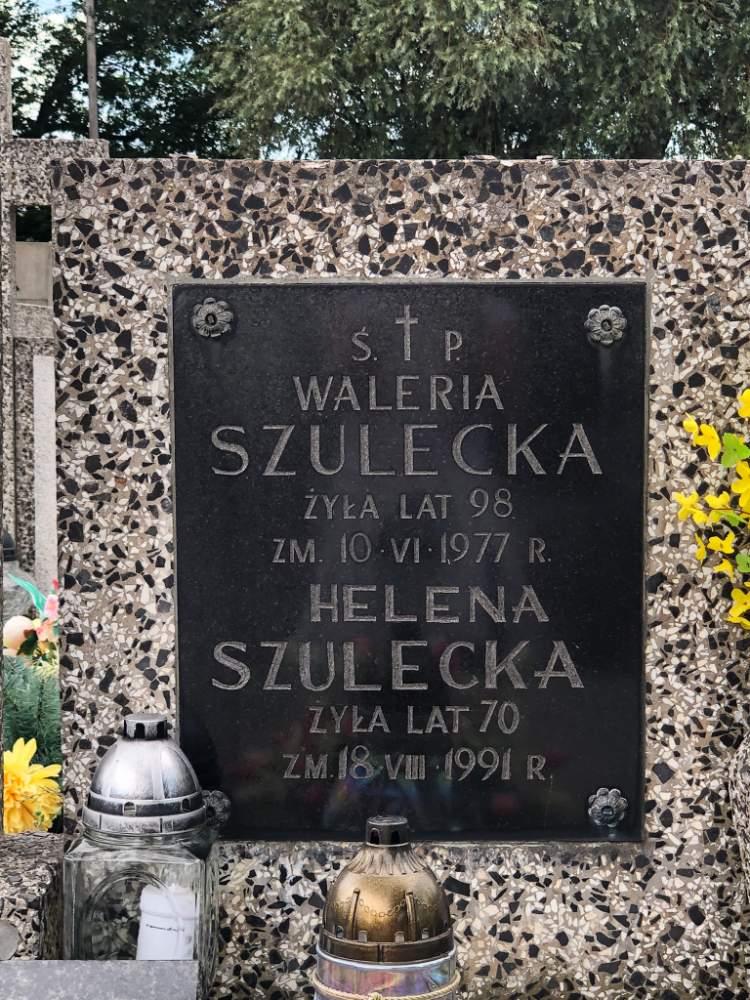 Ś. † P.
WALERIA
SZULECKA
ŻYŁA LAT 98
ZM. 10·VI·1977 R.
HELENA
SZULECKA
ŻYŁA LAT 70
ZM. 18·VIII·1991 R.